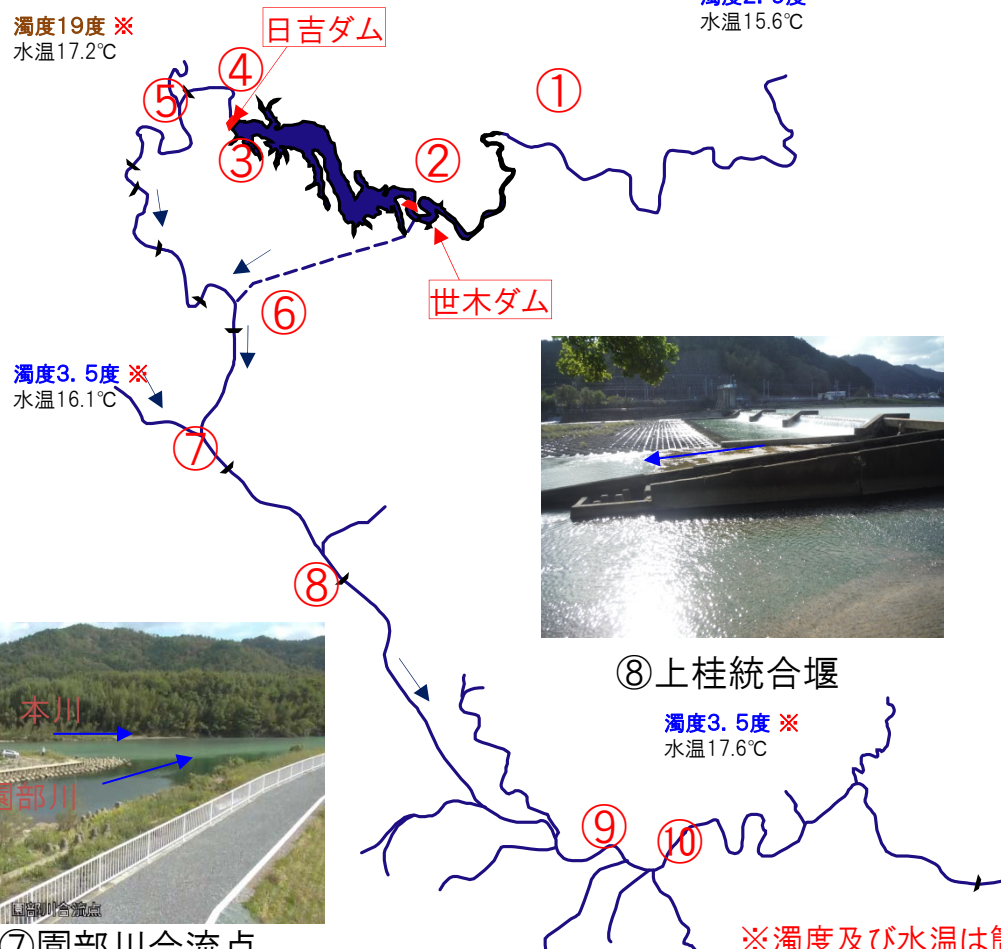 濁度19度 ※
水温17.2℃
日吉ダム
水温15.6℃
①
②
③
④
⑤
世木ダム
⑥
濁度3.5度 ※
水温16.1℃
⑦
⑧
⑧上桂統合堰
濁度3.5度 ※
水温17.6℃
本川
園部川
園部川合流点
⑦園部川合流点
⑨
⑩
※濁度及び水温は